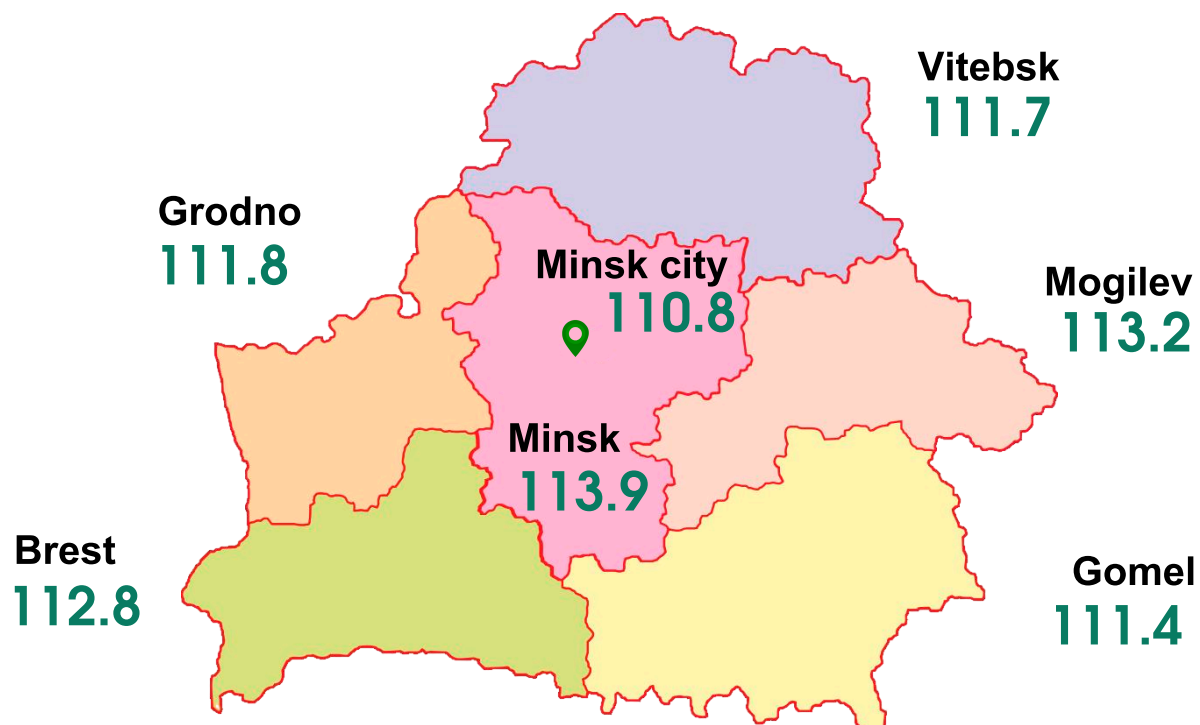 Vitebsk
111.7
Grodno
111.8
Minsk city
110.8
Mogilev
113.2
Minsk
113.9
Brest
112.8
Gomel
111.4